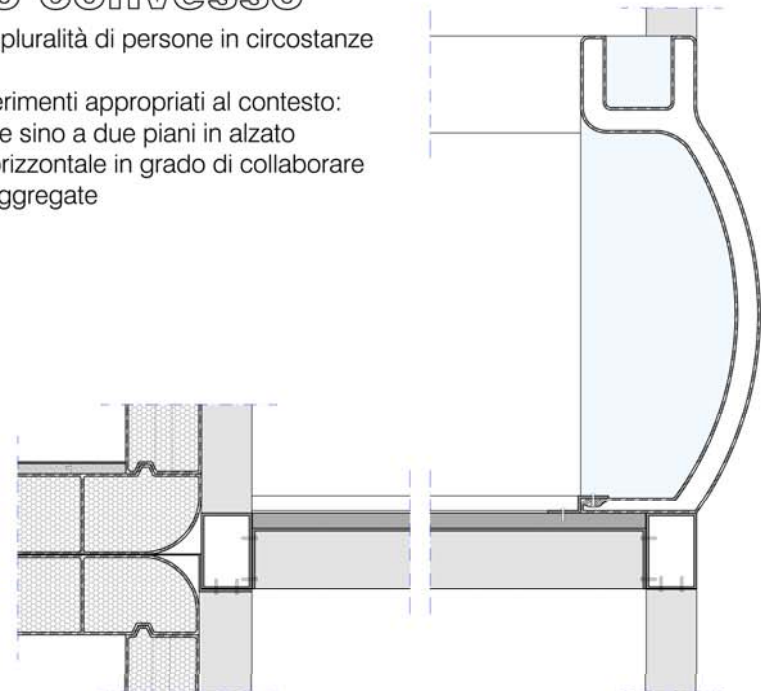 convesso
pluralità di persone in circostanze
erimenti appropriati al contesto:
e sino a due piani in alzato
orizzontale in grado di collaborare
ggregate